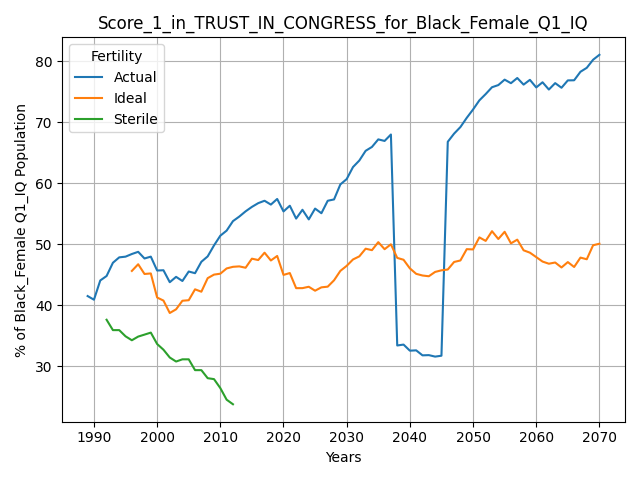 Score_1_in_TRUST_IN_CONGRESS_for_Black_Female_Q1_IQ
Fertility
Actual
Ideal
Sterile
% of Black_Female Q1_IQ Population
80
70
60
50
40
30
1990 2000 2010 2020 2030 2040 2050 2060 2070
Years